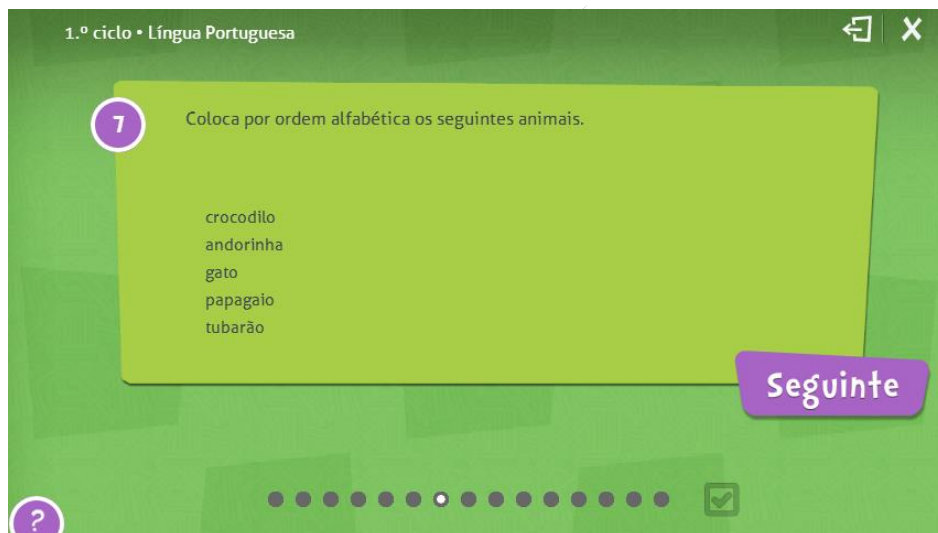 1.º ciclo • Língua Portuguesa
7
Coloca por ordem alfabética os seguintes animais.
crocodilo
andorinha
gato
papagaio
tubarão
Seguinte
?